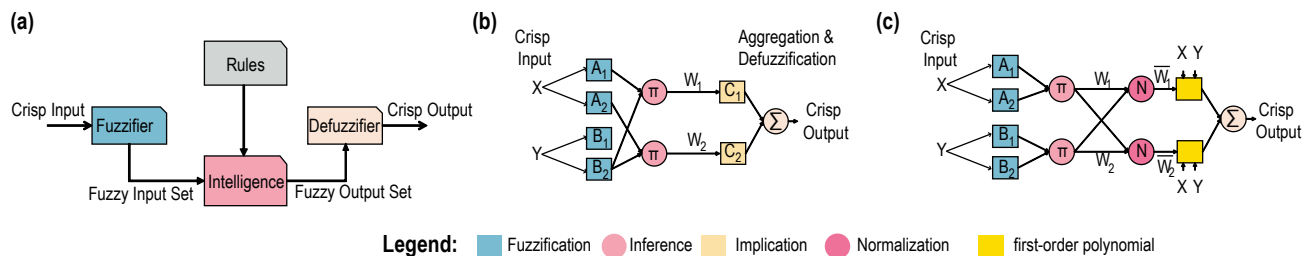 (a)
Rules
Crisp Input
Fuzzifier
Defuzzifier
Crisp Output
Intelligence
Fuzzy Input Set
Fuzzy Output Set
(b)
Crisp
Input
Aggregation &
Defuzzification
X
Y
A1
A2
B1
B2
π
π
W1
W2
C1
C2
Σ
Crisp
Output
(c)
Crisp
Input
X
Y
A1
A2
B1
B2
π
π
W1
W2
N
N
W̅1
W̅2
X Y
X Y
Σ
Crisp
Output
Legend: Fuzzification Inference Implication Normalization first-order polynomial